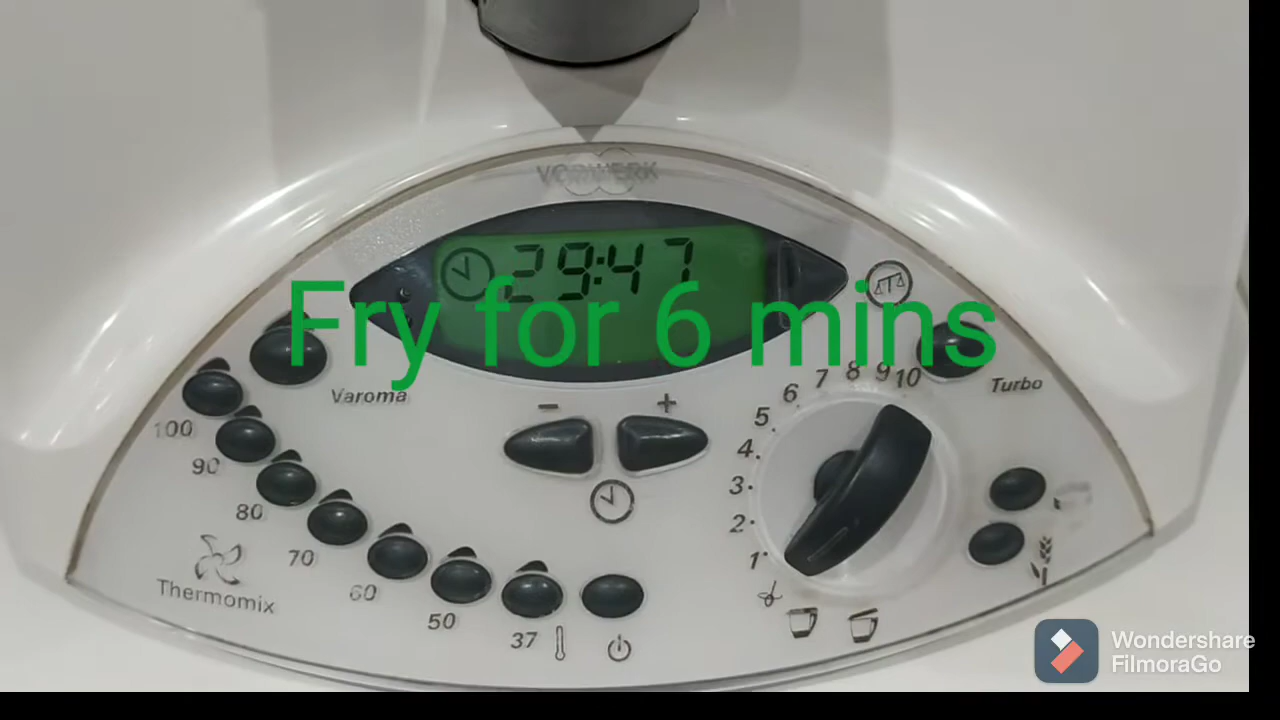 VORWERK
29:47
Fry for 6 mins
Varoma
Turbo
- +
100
90
80
70
60
50
37
1
2
3
4
5
6
7
8
9
10
Thermomix
Wondershare
FilmoraGo